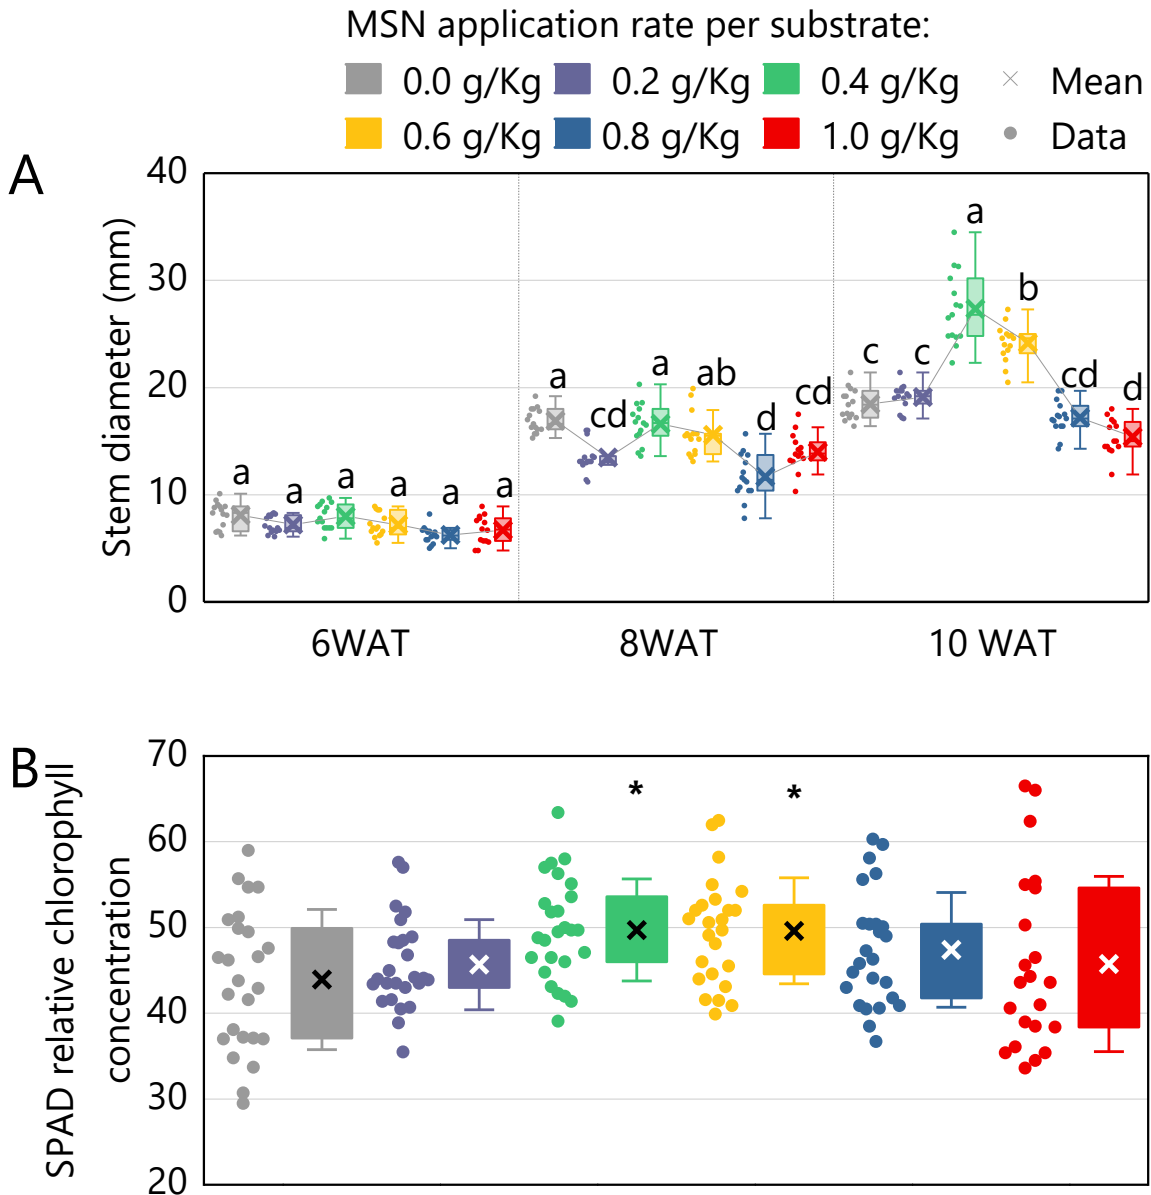 MSN application rate per substrate:
0.0 g/Kg 0.2 g/Kg 0.4 g/Kg Mean
0.6 g/Kg 0.8 g/Kg 1.0 g/Kg Data
A
Stem diameter (mm)
40
30
20
10
0
a a a a a a
a cd a ab d cd
c c a b cd d
6WAT 8WAT 10 WAT
B
SPAD relative chlorophyll
concentration
70
60
50
40
30
20
* *